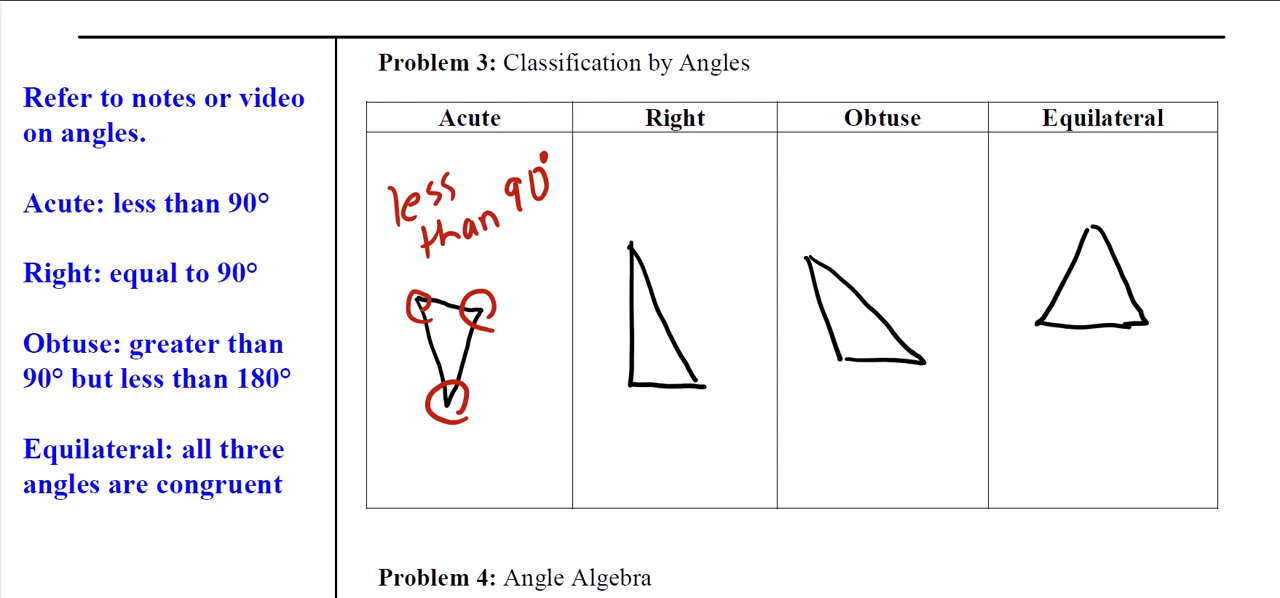 Problem 3: Classification by Angles
Refer to notes or video
on angles.
Acute: less than 90°
Right: equal to 90°
Obtuse: greater than
90° but less than 180°
Equilateral: all three
angles are congruent
Acute Right Obtuse Equilateral
less
than 90°
Problem 4: Angle Algebra